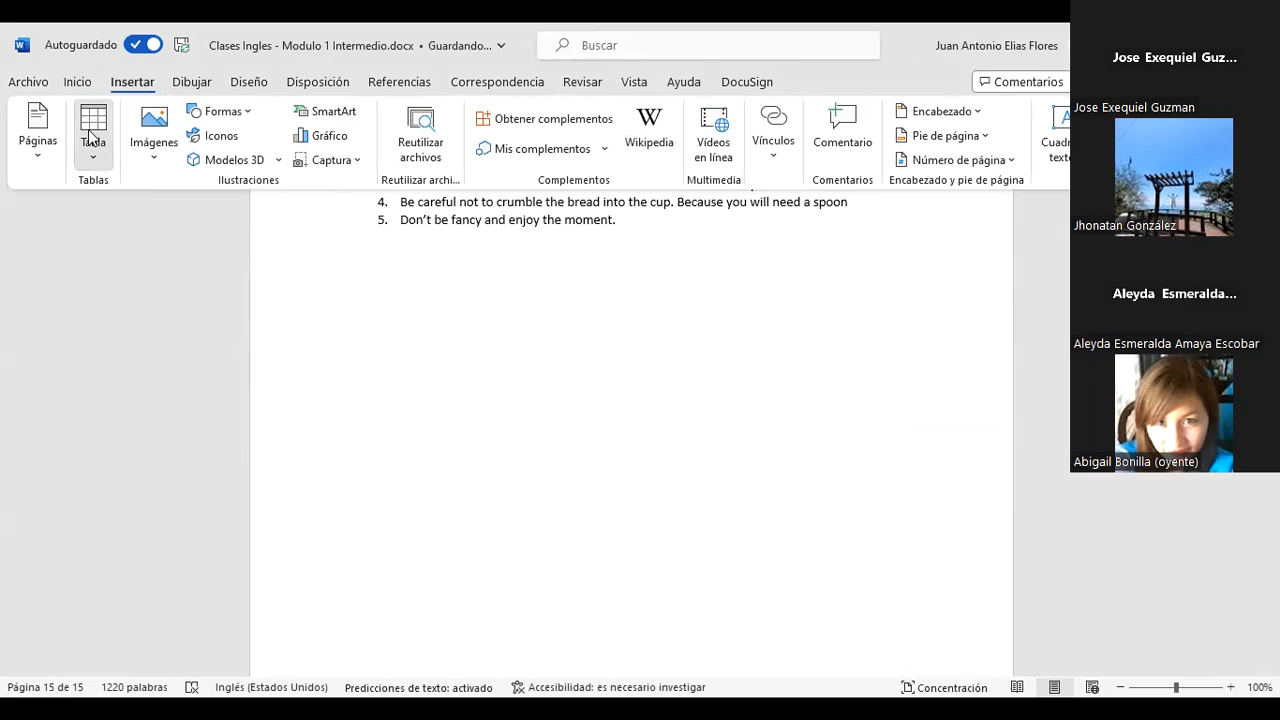 Autoguardado
Clases Ingles - Modulo 1 Intermedio.docx • Guardando...
Buscar
Juan Antonio Elias Flores
Archivo Inicio Insertar Dibujar Diseño Disposición Referencias Correspondencia Revisar Vista Ayuda DocuSign Comentarios
Páginas
Tabla
Tablas
Imágenes
Formas
Iconos
Modelos 3D
SmartArt
Gráfico
Captura
Ilustraciones
Reutilizar
archivos
Reutilizar archi...
Obtener complementos
Mis complementos
Wikipedia
Complementos
Vídeos
en línea
Multimedia
Vínculos
Comentario
Comentarios
Encabezado
Pie de página
Número de página
Encabezado y pie de página
4. Be careful not to crumble the bread into the cup. Because you will need a spoon
5. Don’t be fancy and enjoy the moment.
Jose Exequiel Guz...
Jose Exequiel Guzman
Jhonatan González
Aleyda Esmeralda...
Aleyda Esmeralda Amaya Escobar
Abigail Bonilla (oyente)
Página 15 de 15 1220 palabras Inglés (Estados Unidos) Predicciones de texto: activado Accesibilidad: es necesario investigar Concentración 100%